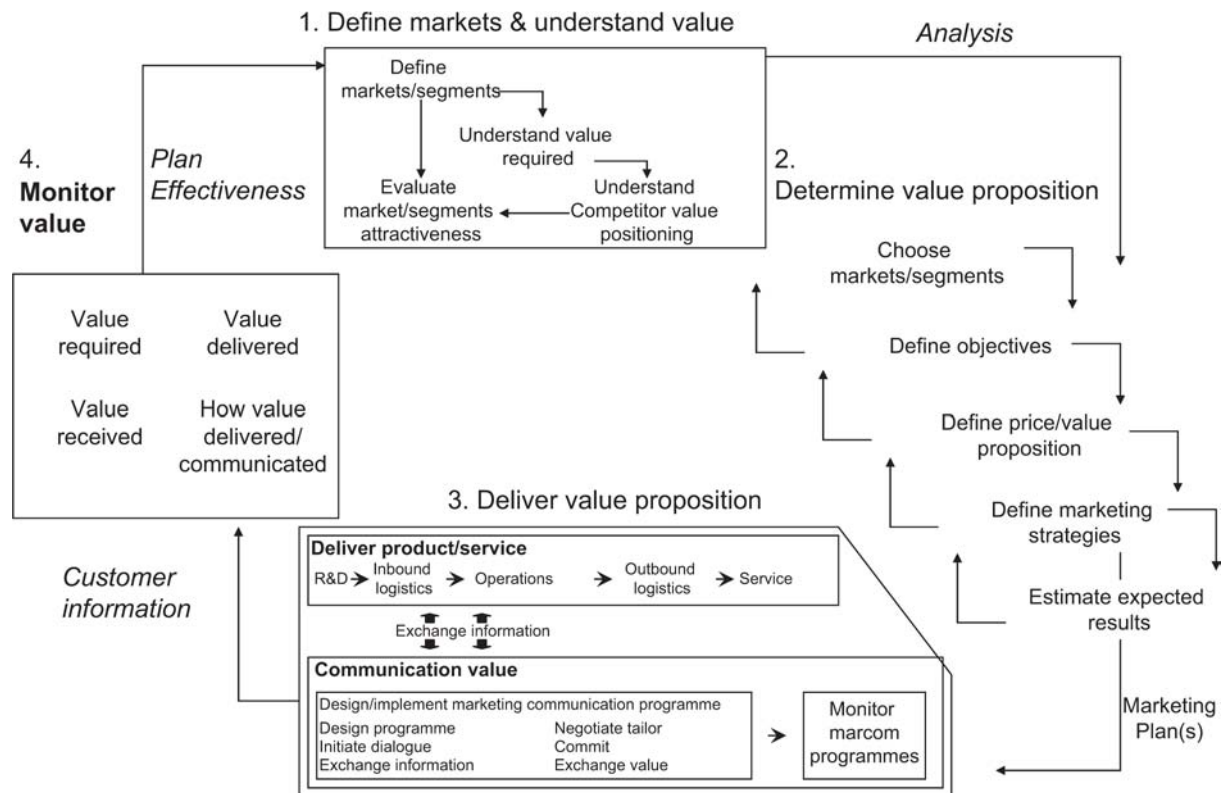 1. Define markets & understand value
Analysis
Define
markets/segments
Understand value
required
Evaluate
market/segments
attractiveness
Understand
Competitor value
positioning
4.
Monitor
value
Plan
Effectiveness
2.
Determine value proposition
Choose
markets/segments
Define objectives
Define price/value
proposition
Define marketing
strategies
Estimate expected
results
Marketing
Plan(s)
Value
required
Value
delivered
Value
received
How value
delivered/
communicated
Customer
information
3. Deliver value proposition
Deliver product/service
R&D
Inbound
logistics
Operations
Outbound
logistics
Service
Exchange information
Communication value
Design/implement marketing communication programme
Design programme
Initiate dialogue
Exchange information
Negotiate tailor
Commit
Exchange value
Monitor
marcom
programmes